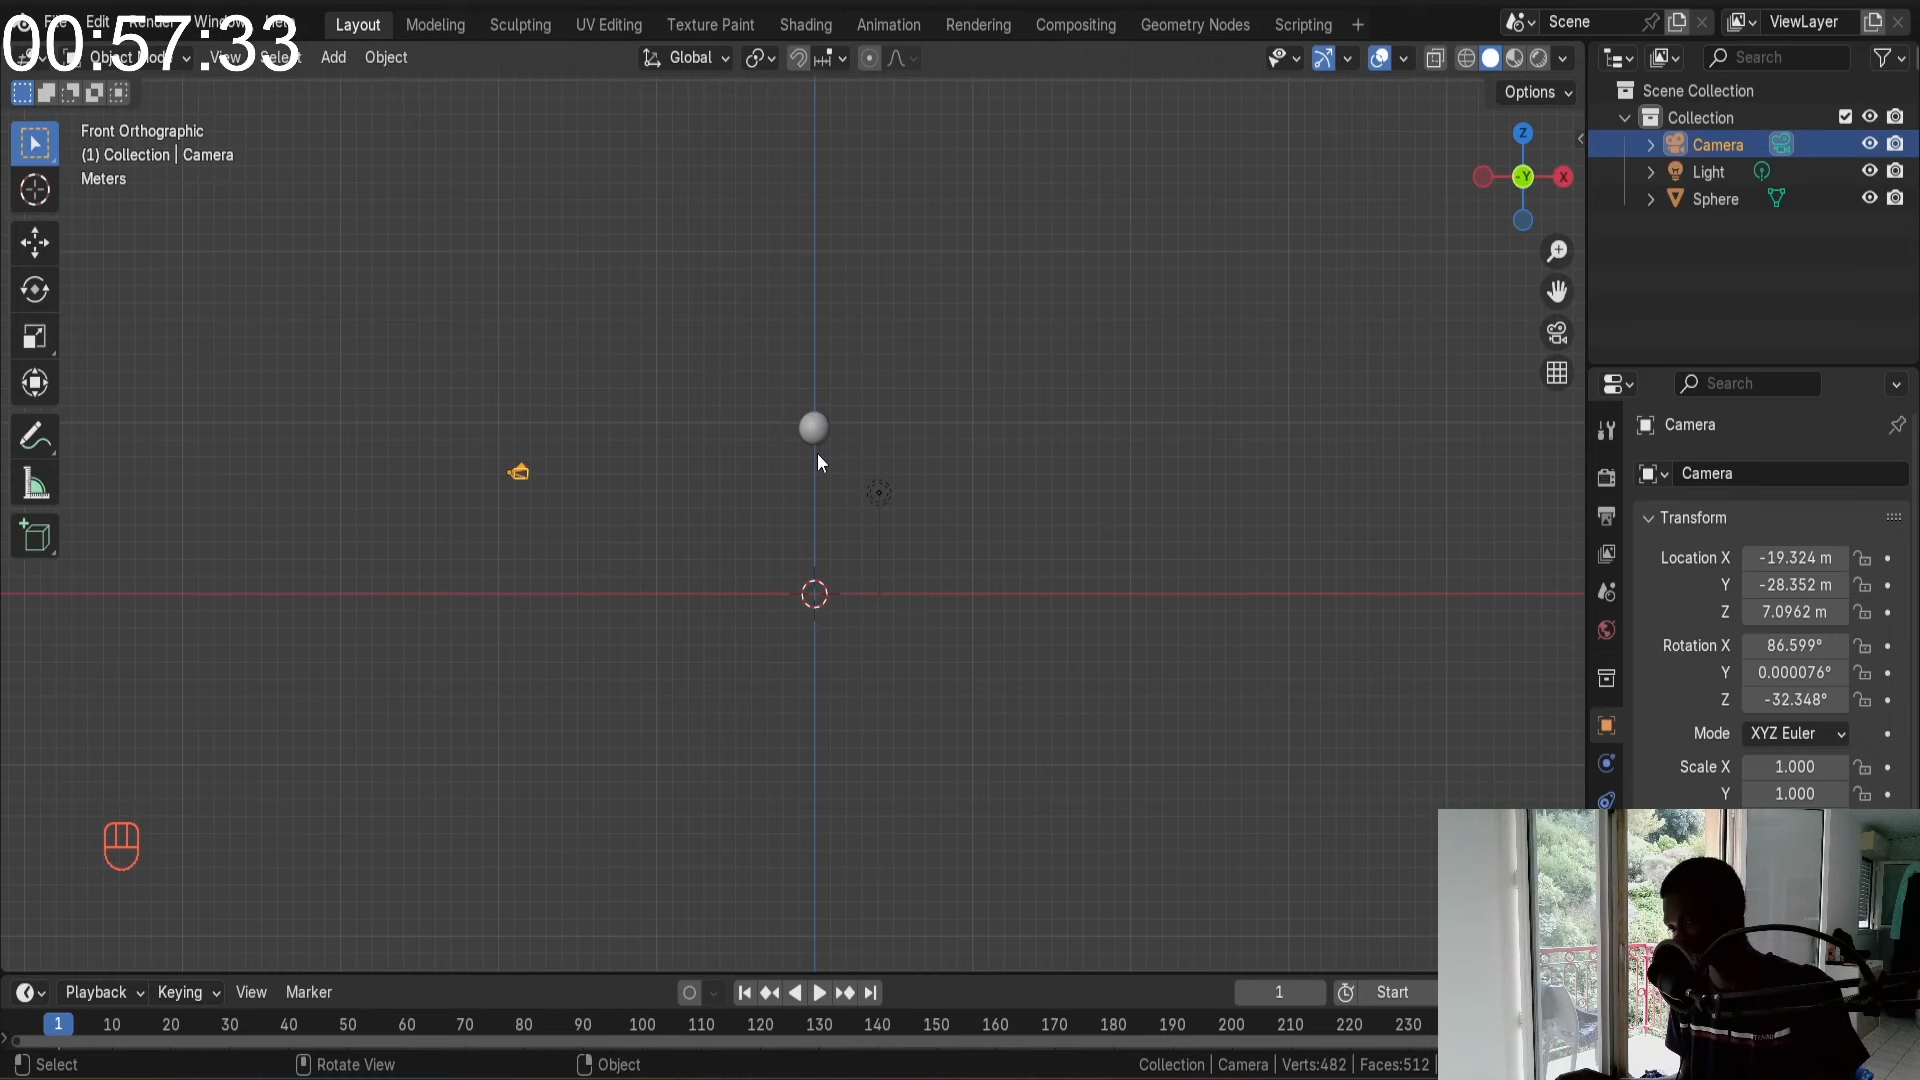 00:57:33
File Edit Render Window Help
Layout Modeling Sculpting UV Editing Texture Paint Shading Animation Rendering Compositing Geometry Nodes Scripting
Scene
ViewLayer
Object Mode View Select Add Object
Global
Search
Options
Front Orthographic
(1) Collection | Camera
Meters
Z
-Y
X
Scene Collection
Collection
Camera
Light
Sphere
Search
Camera
Camera
Transform
Location X -19.324 m
Y -28.352 m
Z 7.0962 m
Rotation X 86.599°
Y 0.000076°
Z -32.348°
Mode XYZ Euler
Scale X 1.000
Y 1.000
Playback Keying View Marker
1
Start
1 10 20 30 40 50 60 70 80 90 100 110 120 130 140 150 160 170 180 190 200 210 220 230
Select
Rotate View
Object
Collection | Camera | Verts:482 | Faces:512 |